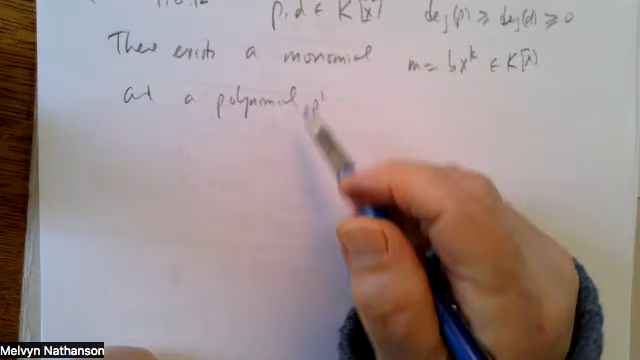 p, d ∈ K[x] deg(p) ⩾ deg(d) ⩾ 0
There exists a monomial m = bx^k ∈ K[x]
and a polynomial p'
Melvyn Nathanson